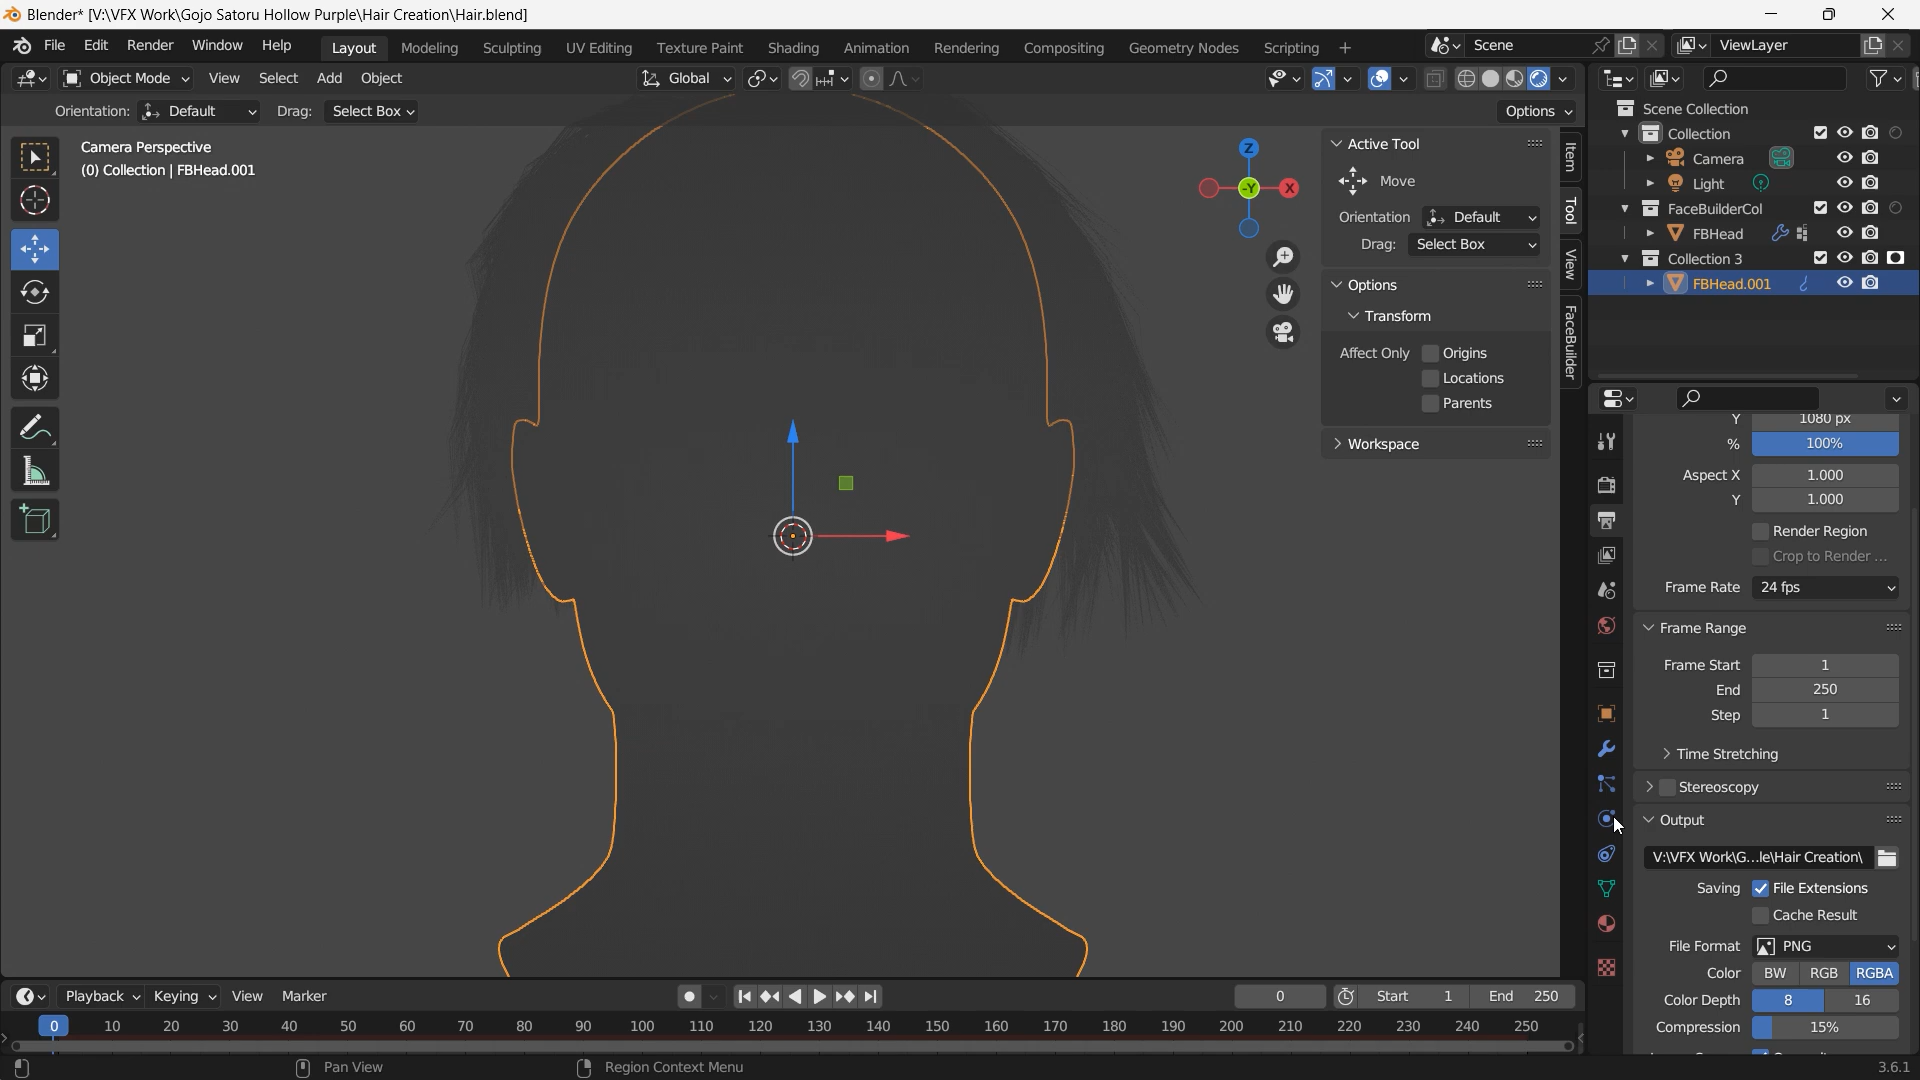 Blender* [V:\VFX Work\Gojo Satoru Hollow Purple\Hair Creation\Hair.blend]
File Edit Render Window Help Layout Modeling Sculpting UV Editing Texture Paint Shading Animation Rendering Compositing Geometry Nodes Scripting + Scene ViewLayer
Object Mode View Select Add Object Global
Orientation: Default Drag: Select Box Options
Camera Perspective
(0) Collection | FBHead.001
Z
-Y X
Active Tool
Move
Orientation Default
Drag: Select Box
Options
Transform
Affect Only Origins
Locations
Parents
Workspace
Item
Tool
View
FaceBuilder
Scene Collection
Collection
Camera
Light
FaceBuilderCol
FBHead
Collection 3
FBHead.001
Y 1080 px
% 100%
Aspect X 1.000
Y 1.000
Render Region
Crop to Render ...
Frame Rate 24 fps
Frame Range
Frame Start 1
End 250
Step 1
Time Stretching
Stereoscopy
Output
V:\VFX Work\G...le\Hair Creation\
Saving File Extensions
Cache Result
File Format PNG
Color BW RGB RGBA
Color Depth 8 16
Compression 15%
Playback Keying View Marker 0 Start 1 End 250
0 10 20 30 40 50 60 70 80 90 100 110 120 130 140 150 160 170 180 190 200 210 220 230 240 250
Pan View Region Context Menu 3.6.1